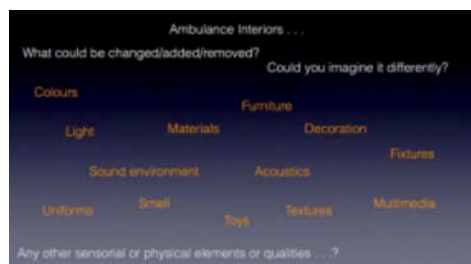 Ambulance Interiors . . .
What could be changed/added/removed?
Could you imagine it differently?
Colours
Furniture
Light Materials Decoration
Fixtures
Sound environment Acoustics
Uniforms Smell Toys Textures Multimedia
Any other sensorial or physical elements or qualities . . .?